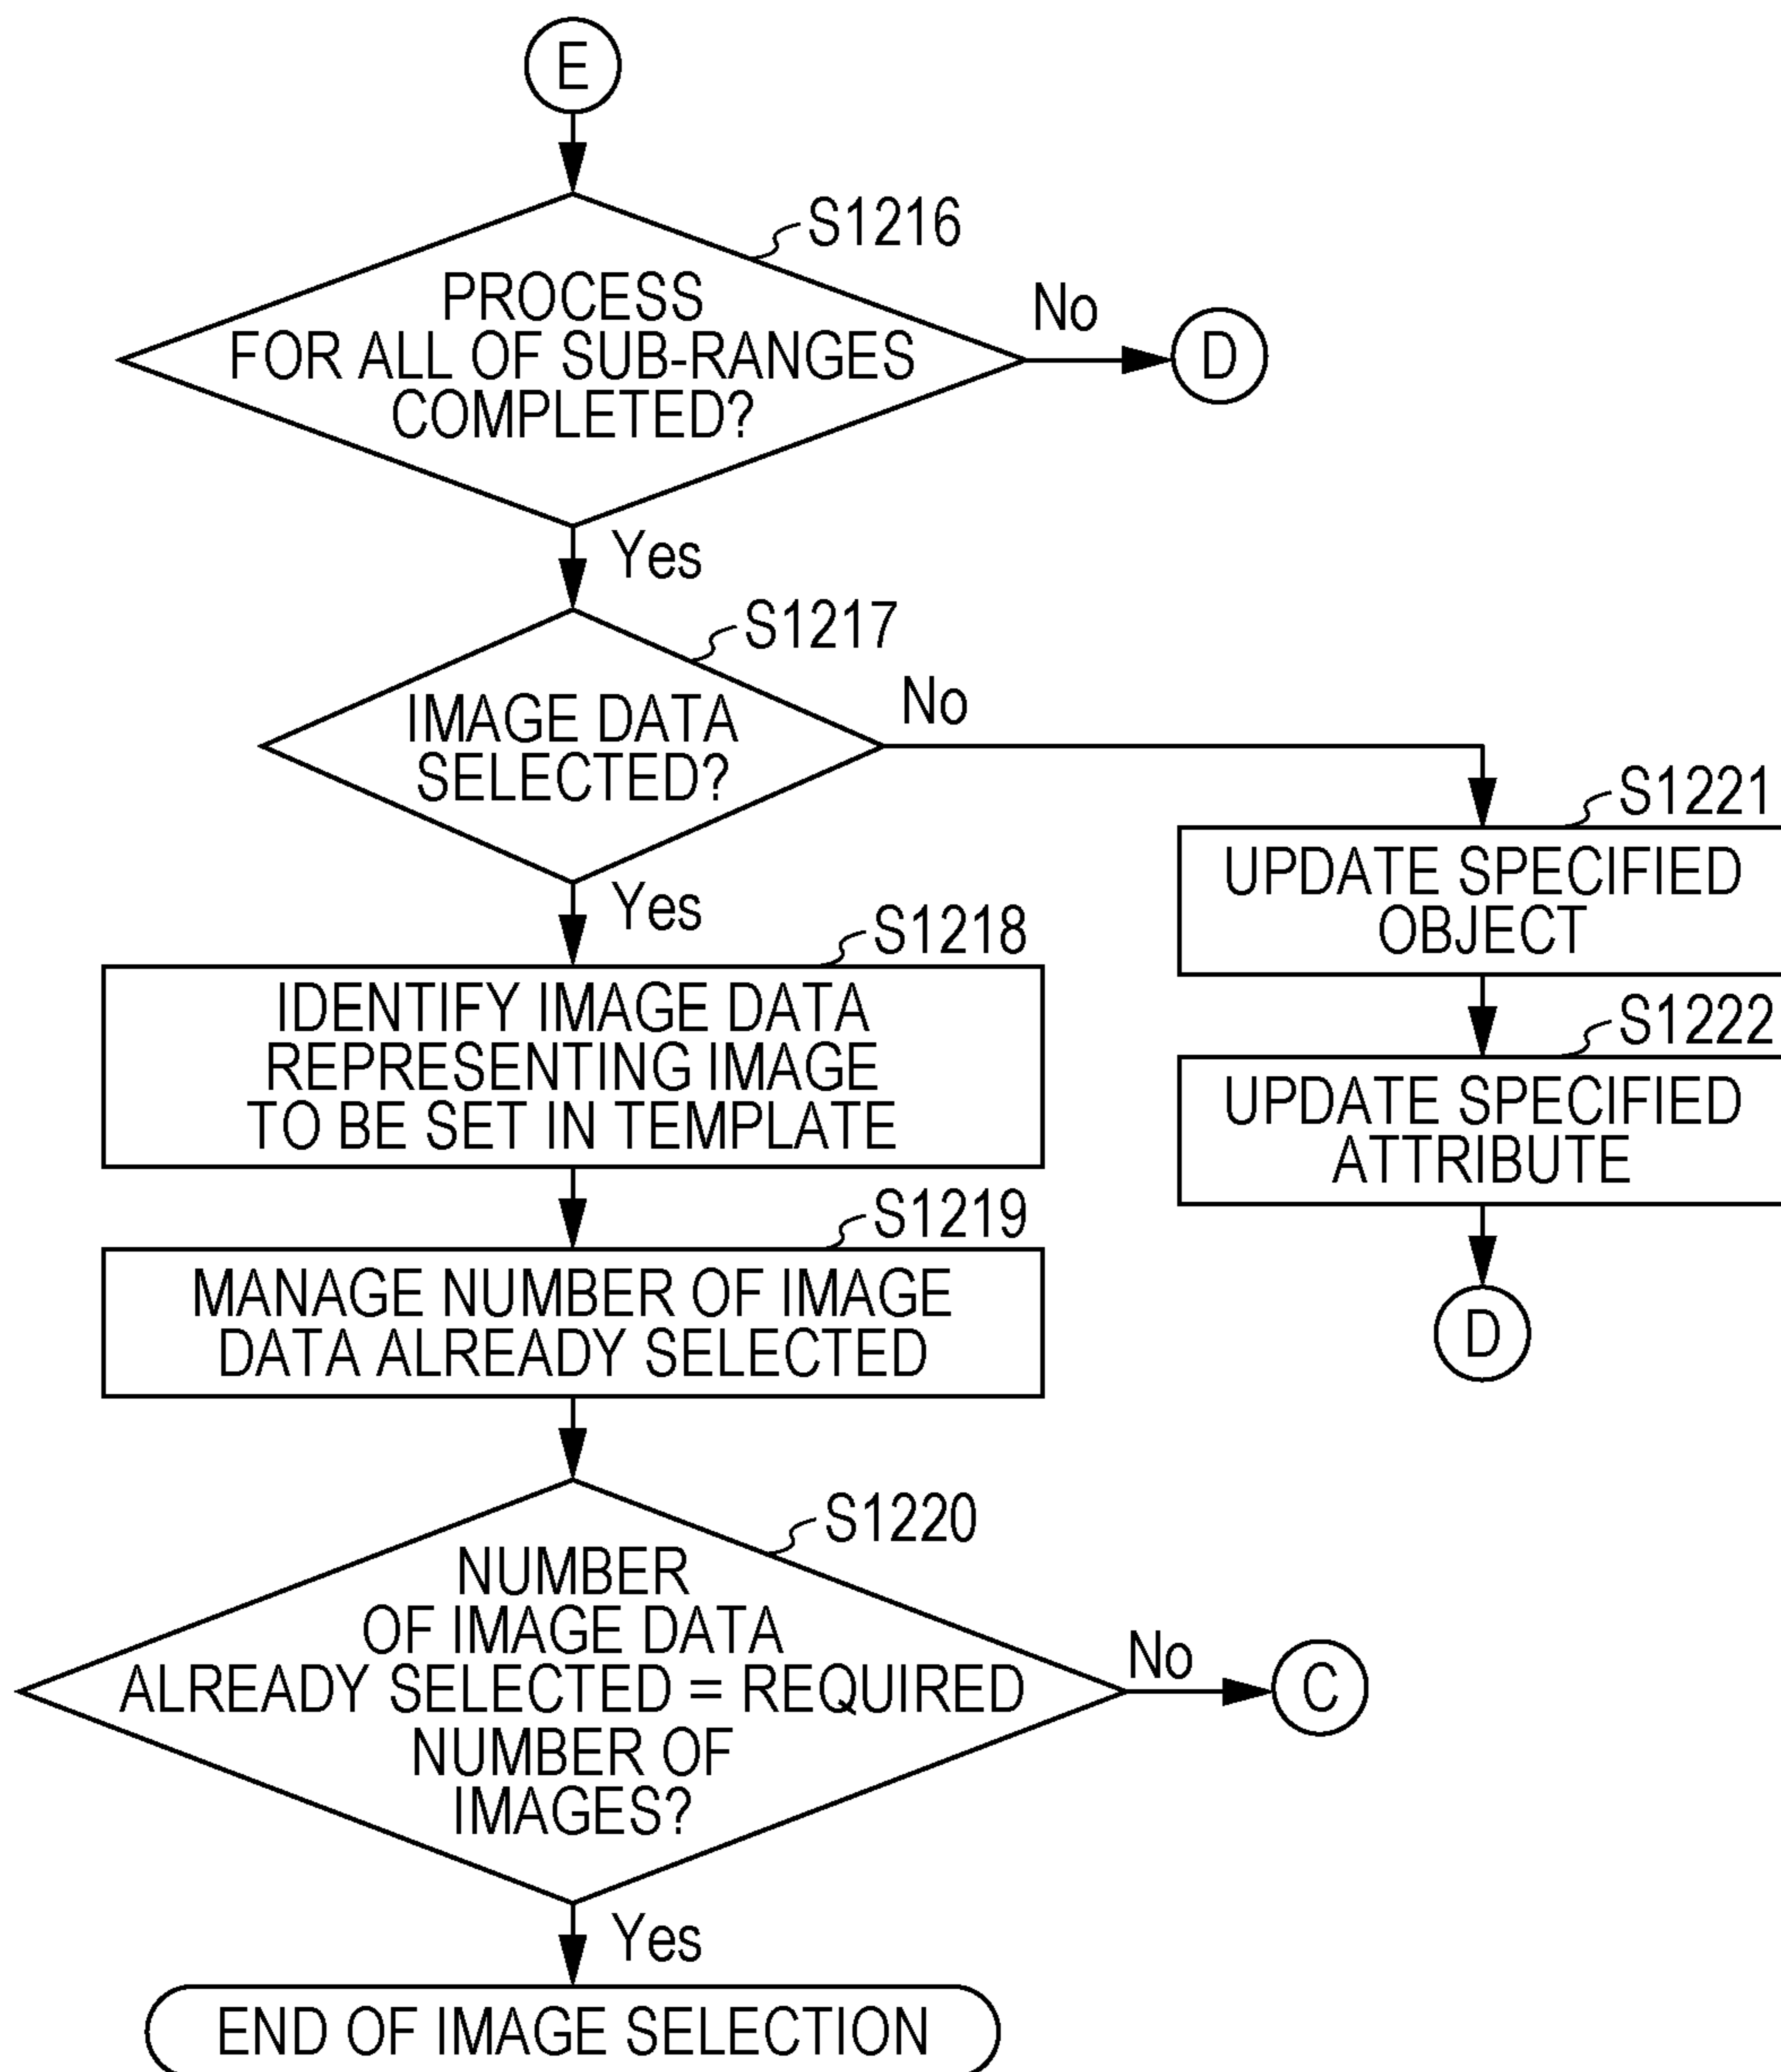 E
S1216
PROCESS
FOR ALL OF SUB-RANGES
COMPLETED?
No
D
Yes
S1217
IMAGE DATA
SELECTED?
No
Yes
S1221
UPDATE SPECIFIED
OBJECT
S1222
UPDATE SPECIFIED
ATTRIBUTE
D
S1218
IDENTIFY IMAGE DATA
REPRESENTING IMAGE
TO BE SET IN TEMPLATE
S1219
MANAGE NUMBER OF IMAGE
DATA ALREADY SELECTED
S1220
NUMBER
OF IMAGE DATA
ALREADY SELECTED = REQUIRED
NUMBER OF
IMAGES?
No
C
Yes
END OF IMAGE SELECTION